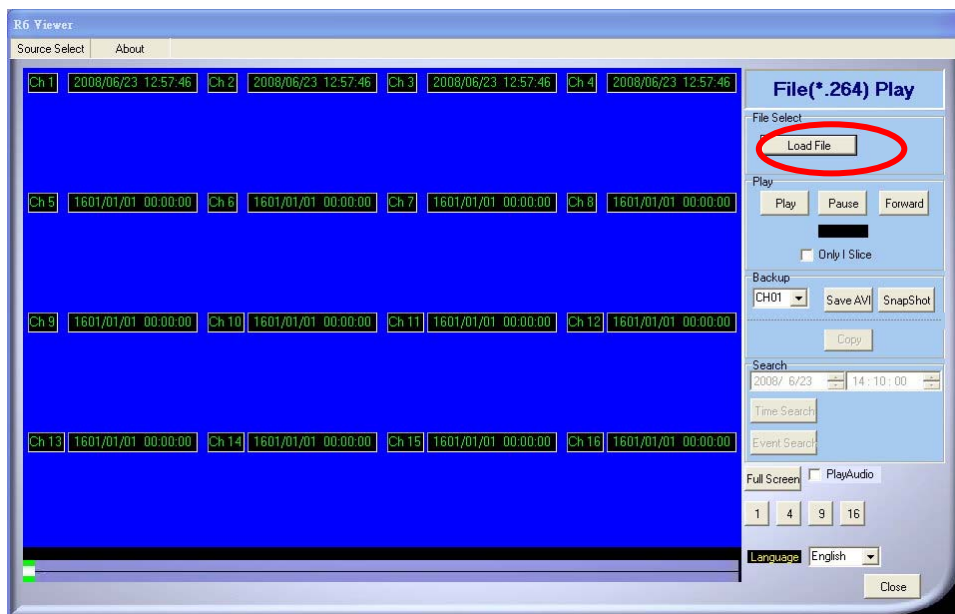 R6 Viewer
Source Select About
Ch 1 2008/06/23 12:57:46 Ch 2 2008/06/23 12:57:46 Ch 3 2008/06/23 12:57:46 Ch 4 2008/06/23 12:57:46
Ch 5 1601/01/01 00:00:00 Ch 6 1601/01/01 00:00:00 Ch 7 1601/01/01 00:00:00 Ch 8 1601/01/01 00:00:00
Ch 9 1601/01/01 00:00:00 Ch 10 1601/01/01 00:00:00 Ch 11 1601/01/01 00:00:00 Ch 12 1601/01/01 00:00:00
Ch 13 1601/01/01 00:00:00 Ch 14 1601/01/01 00:00:00 Ch 15 1601/01/01 00:00:00 Ch 16 1601/01/01 00:00:00
File(*.264) Play
File Select
Load File
Play
Play Pause Forward
Only I Slice
Backup
CH01 Save AVI SnapShot
Copy
Search
2008/ 6/23 14 : 10 : 00
Time Search
Event Search
Full Screen PlayAudio
1 4 9 16
Language English
Close